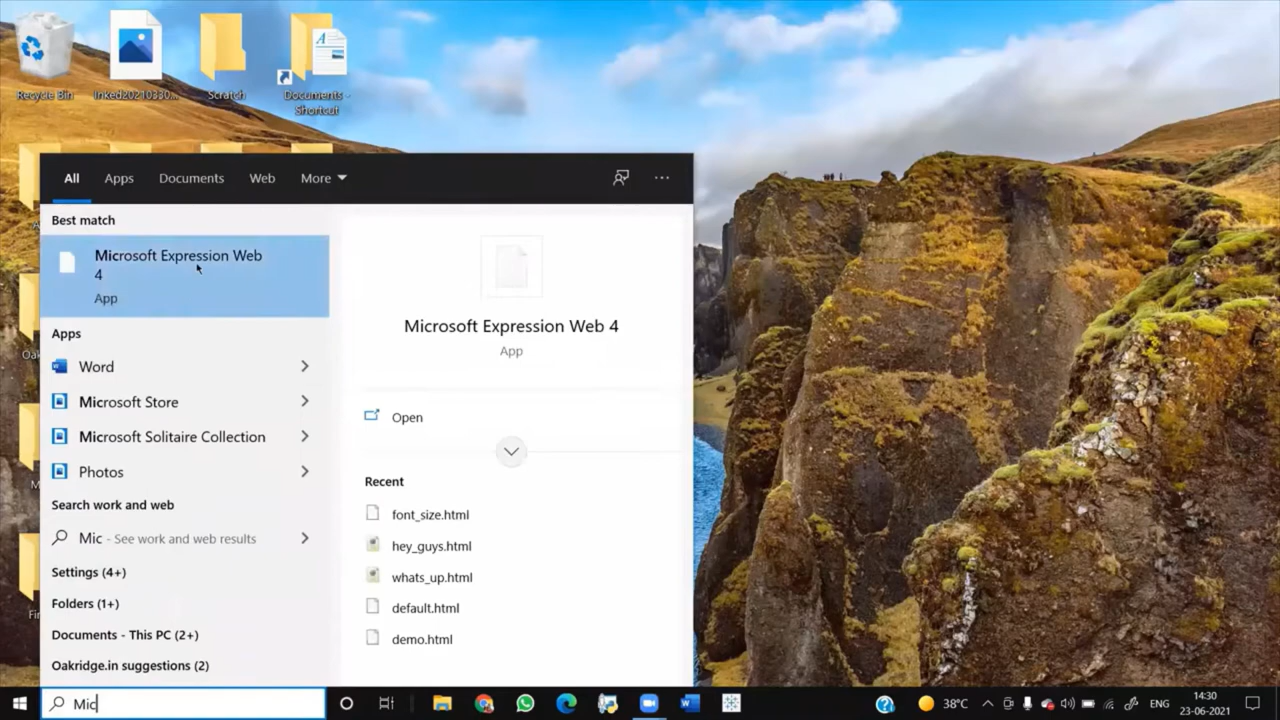 Recycle Bin
Inked20210330...
Scratch
Documents - Shortcut
All
Apps
Documents
Web
More
Best match
Microsoft Expression Web
4
App
Apps
Word
Microsoft Store
Microsoft Solitaire Collection
Photos
Search work and web
Mic - See work and web results
Settings (4+)
Folders (1+)
Documents - This PC (2+)
Oakridge.in suggestions (2)
Microsoft Expression Web 4
App
Open
Recent
font_size.html
hey_guys.html
whats_up.html
default.html
demo.html
Mic
38°C
ENG
14:30
23-06-2021